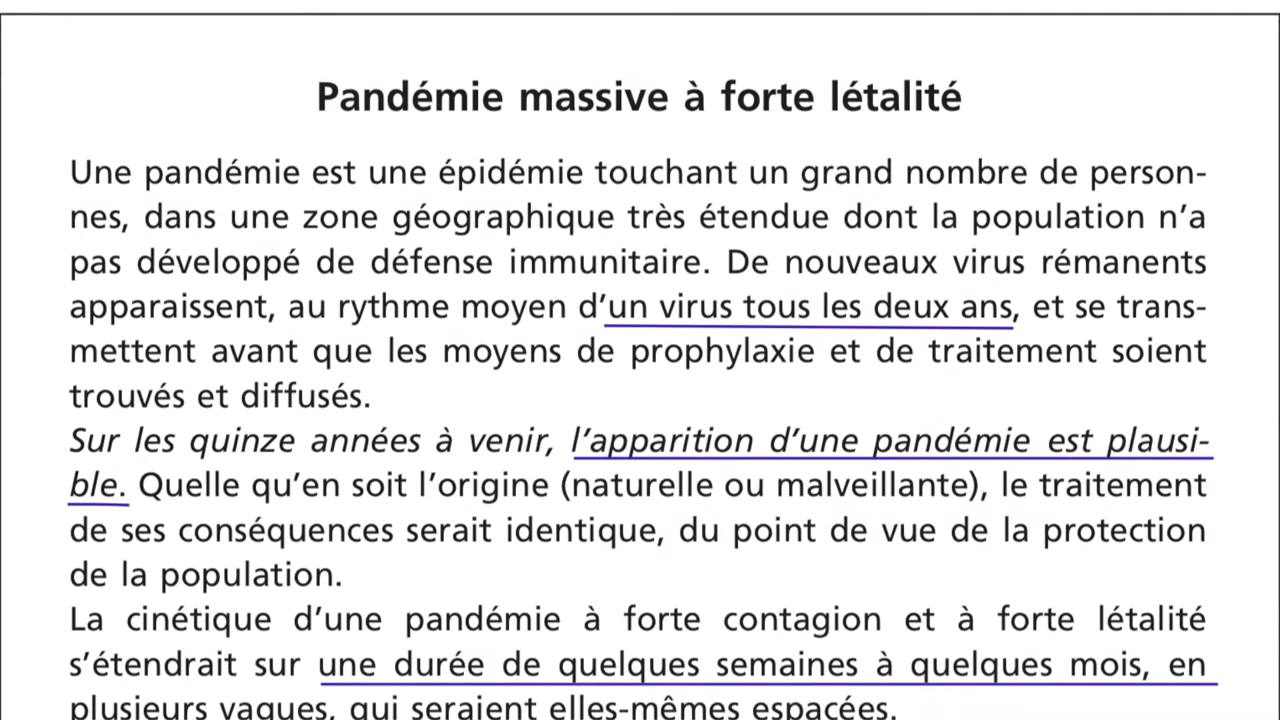 Pandémie massive à forte létalité
Une pandémie est une épidémie touchant un grand nombre de person-
nes, dans une zone géographique très étendue dont la population n’a
pas développé de défense immunitaire. De nouveaux virus rémanents
apparaissent, au rythme moyen d’un virus tous les deux ans, et se trans-
mettent avant que les moyens de prophylaxie et de traitement soient
trouvés et diffusés.
Sur les quinze années à venir, l’apparition d’une pandémie est plausi-
ble. Quelle qu’en soit l’origine (naturelle ou malveillante), le traitement
de ses conséquences serait identique, du point de vue de la protection
de la population.
La cinétique d’une pandémie à forte contagion et à forte létalité
s’étendrait sur une durée de quelques semaines à quelques mois, en
plusieurs vagues, qui seraient elles-mêmes espacées.